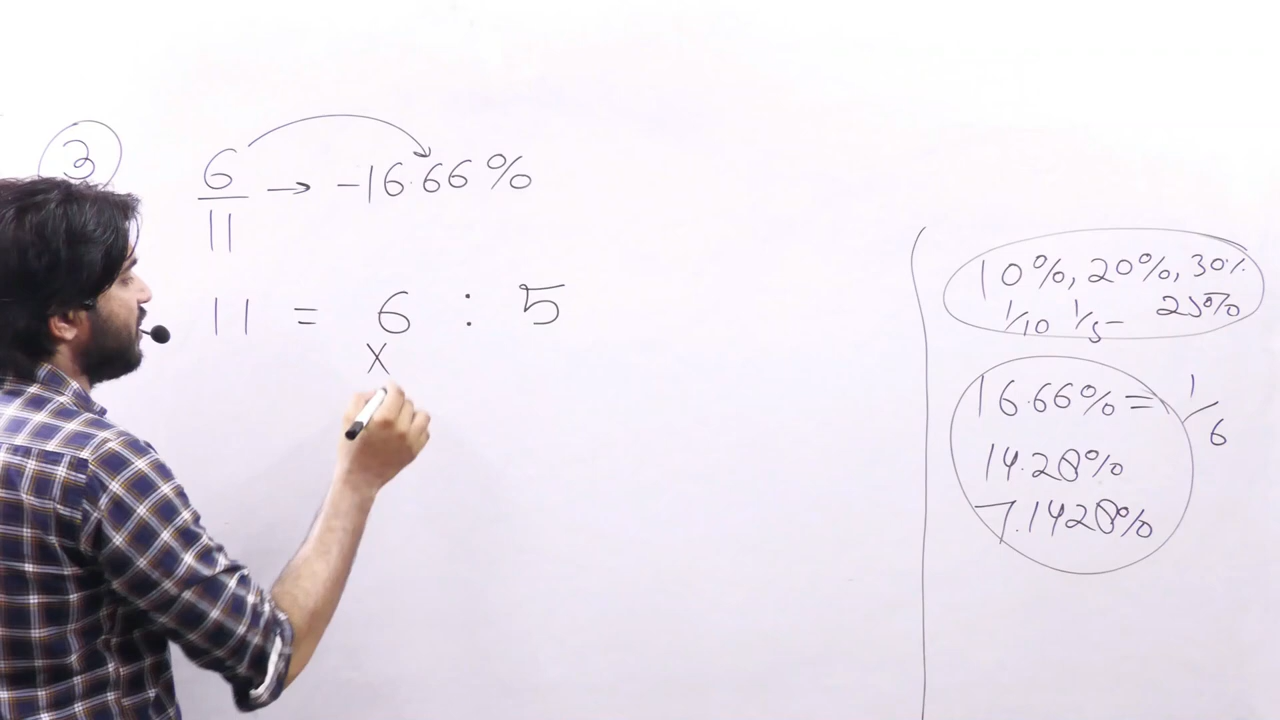 3
6/11 → -16.66%
11 = 6 : 5
x
10%, 20%, 30%
1/10 1/5 25%
16.66% = 1/6
14.28%
7.1428%